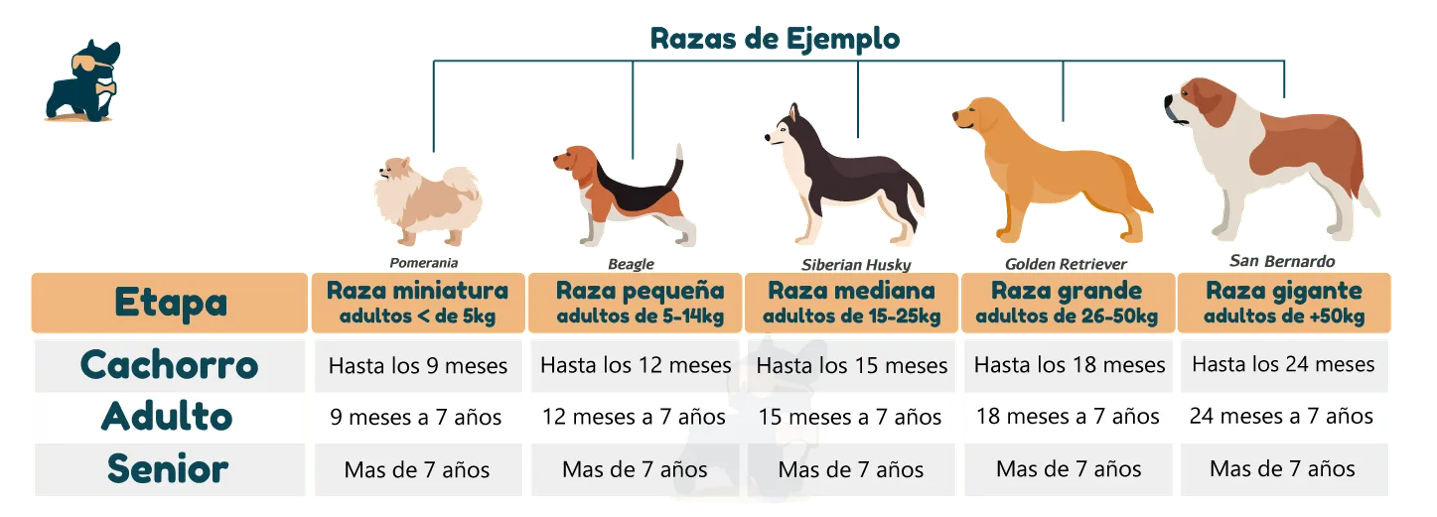 Razas de Ejemplo
Pomerania
Beagle
Siberian Husky
Golden Retriever
San Bernardo
Etapa
Raza miniatura
adultos < de 5kg
Raza pequeña
adultos de 5-14kg
Raza mediana
adultos de 15-25kg
Raza grande
adultos de 26-50kg
Raza gigante
adultos de +50kg
Cachorro
Hasta los 9 meses
Hasta los 12 meses
Hasta los 15 meses
Hasta los 18 meses
Hasta los 24 meses
Adulto
9 meses a 7 años
12 meses a 7 años
15 meses a 7 años
18 meses a 7 años
24 meses a 7 años
Senior
Mas de 7 años
Mas de 7 años
Mas de 7 años
Mas de 7 años
Mas de 7 años